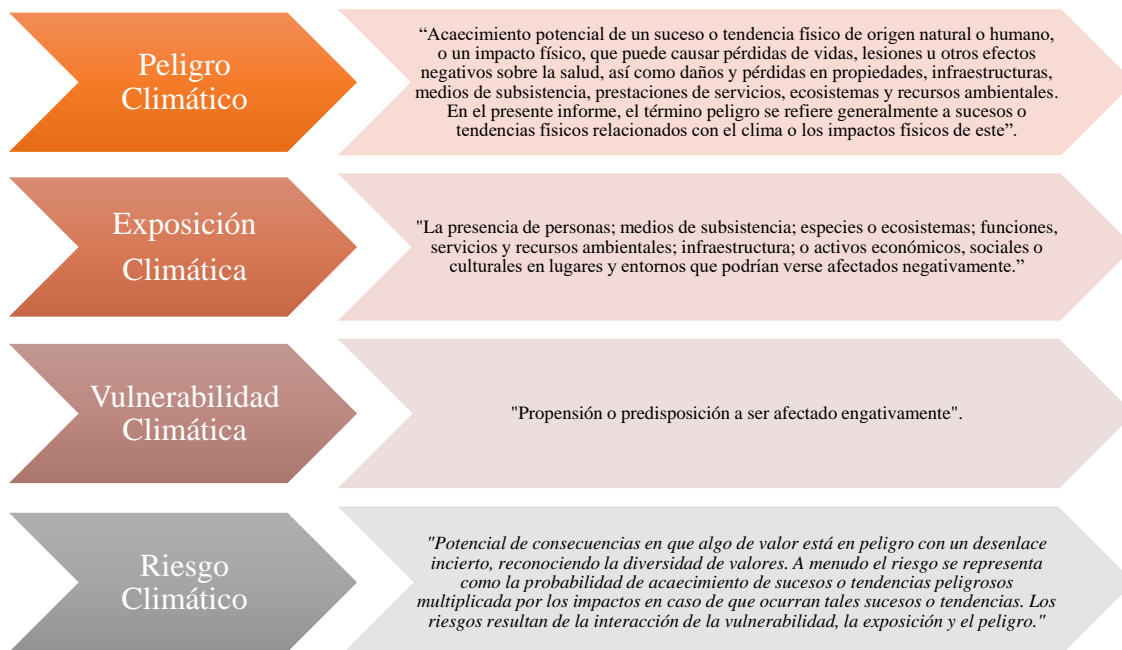 Peligro
Climático
“Acaecimiento potencial de un suceso o tendencia físico de origen natural o humano,
o un impacto físico, que puede causar pérdidas de vidas, lesiones u otros efectos
negativos sobre la salud, así como daños y pérdidas en propiedades, infraestructuras,
medios de subsistencia, prestaciones de servicios, ecosistemas y recursos ambientales.
En el presente informe, el término peligro se refiere generalmente a sucesos o
tendencias físicos relacionados con el clima o los impactos físicos de este”.
Exposición
Climática
"La presencia de personas; medios de subsistencia; especies o ecosistemas; funciones,
servicios y recursos ambientales; infraestructura; o activos económicos, sociales o
culturales en lugares y entornos que podrían verse afectados negativamente.”
Vulnerabilidad
Climática
"Propensión o predisposición a ser afectado engativamente".
Riesgo
Climático
"Potencial de consecuencias en que algo de valor está en peligro con un desenlace
incierto, reconociendo la diversidad de valores. A menudo el riesgo se representa
como la probabilidad de acaecimiento de sucesos o tendencias peligrosos
multiplicada por los impactos en caso de que ocurran tales sucesos o tendencias. Los
riesgos resultan de la interacción de la vulnerabilidad, la exposición y el peligro."